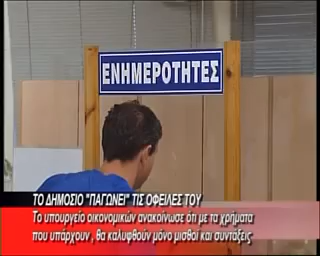 ΕΝΗΜΕΡΟΤΗΤΕΣ
ΤΟ ΔΗΜΟΣΙΟ "ΠΑΓΩΝΕΙ" ΤΙΣ ΟΦΕΙΛΕΣ ΤΟΥ
Το υπουργείο οικονομικών ανακοίνωσε ότι με τα χρήματα
που υπάρχουν , θα καλυφθούν μόνο μισθοί και συντάξεις